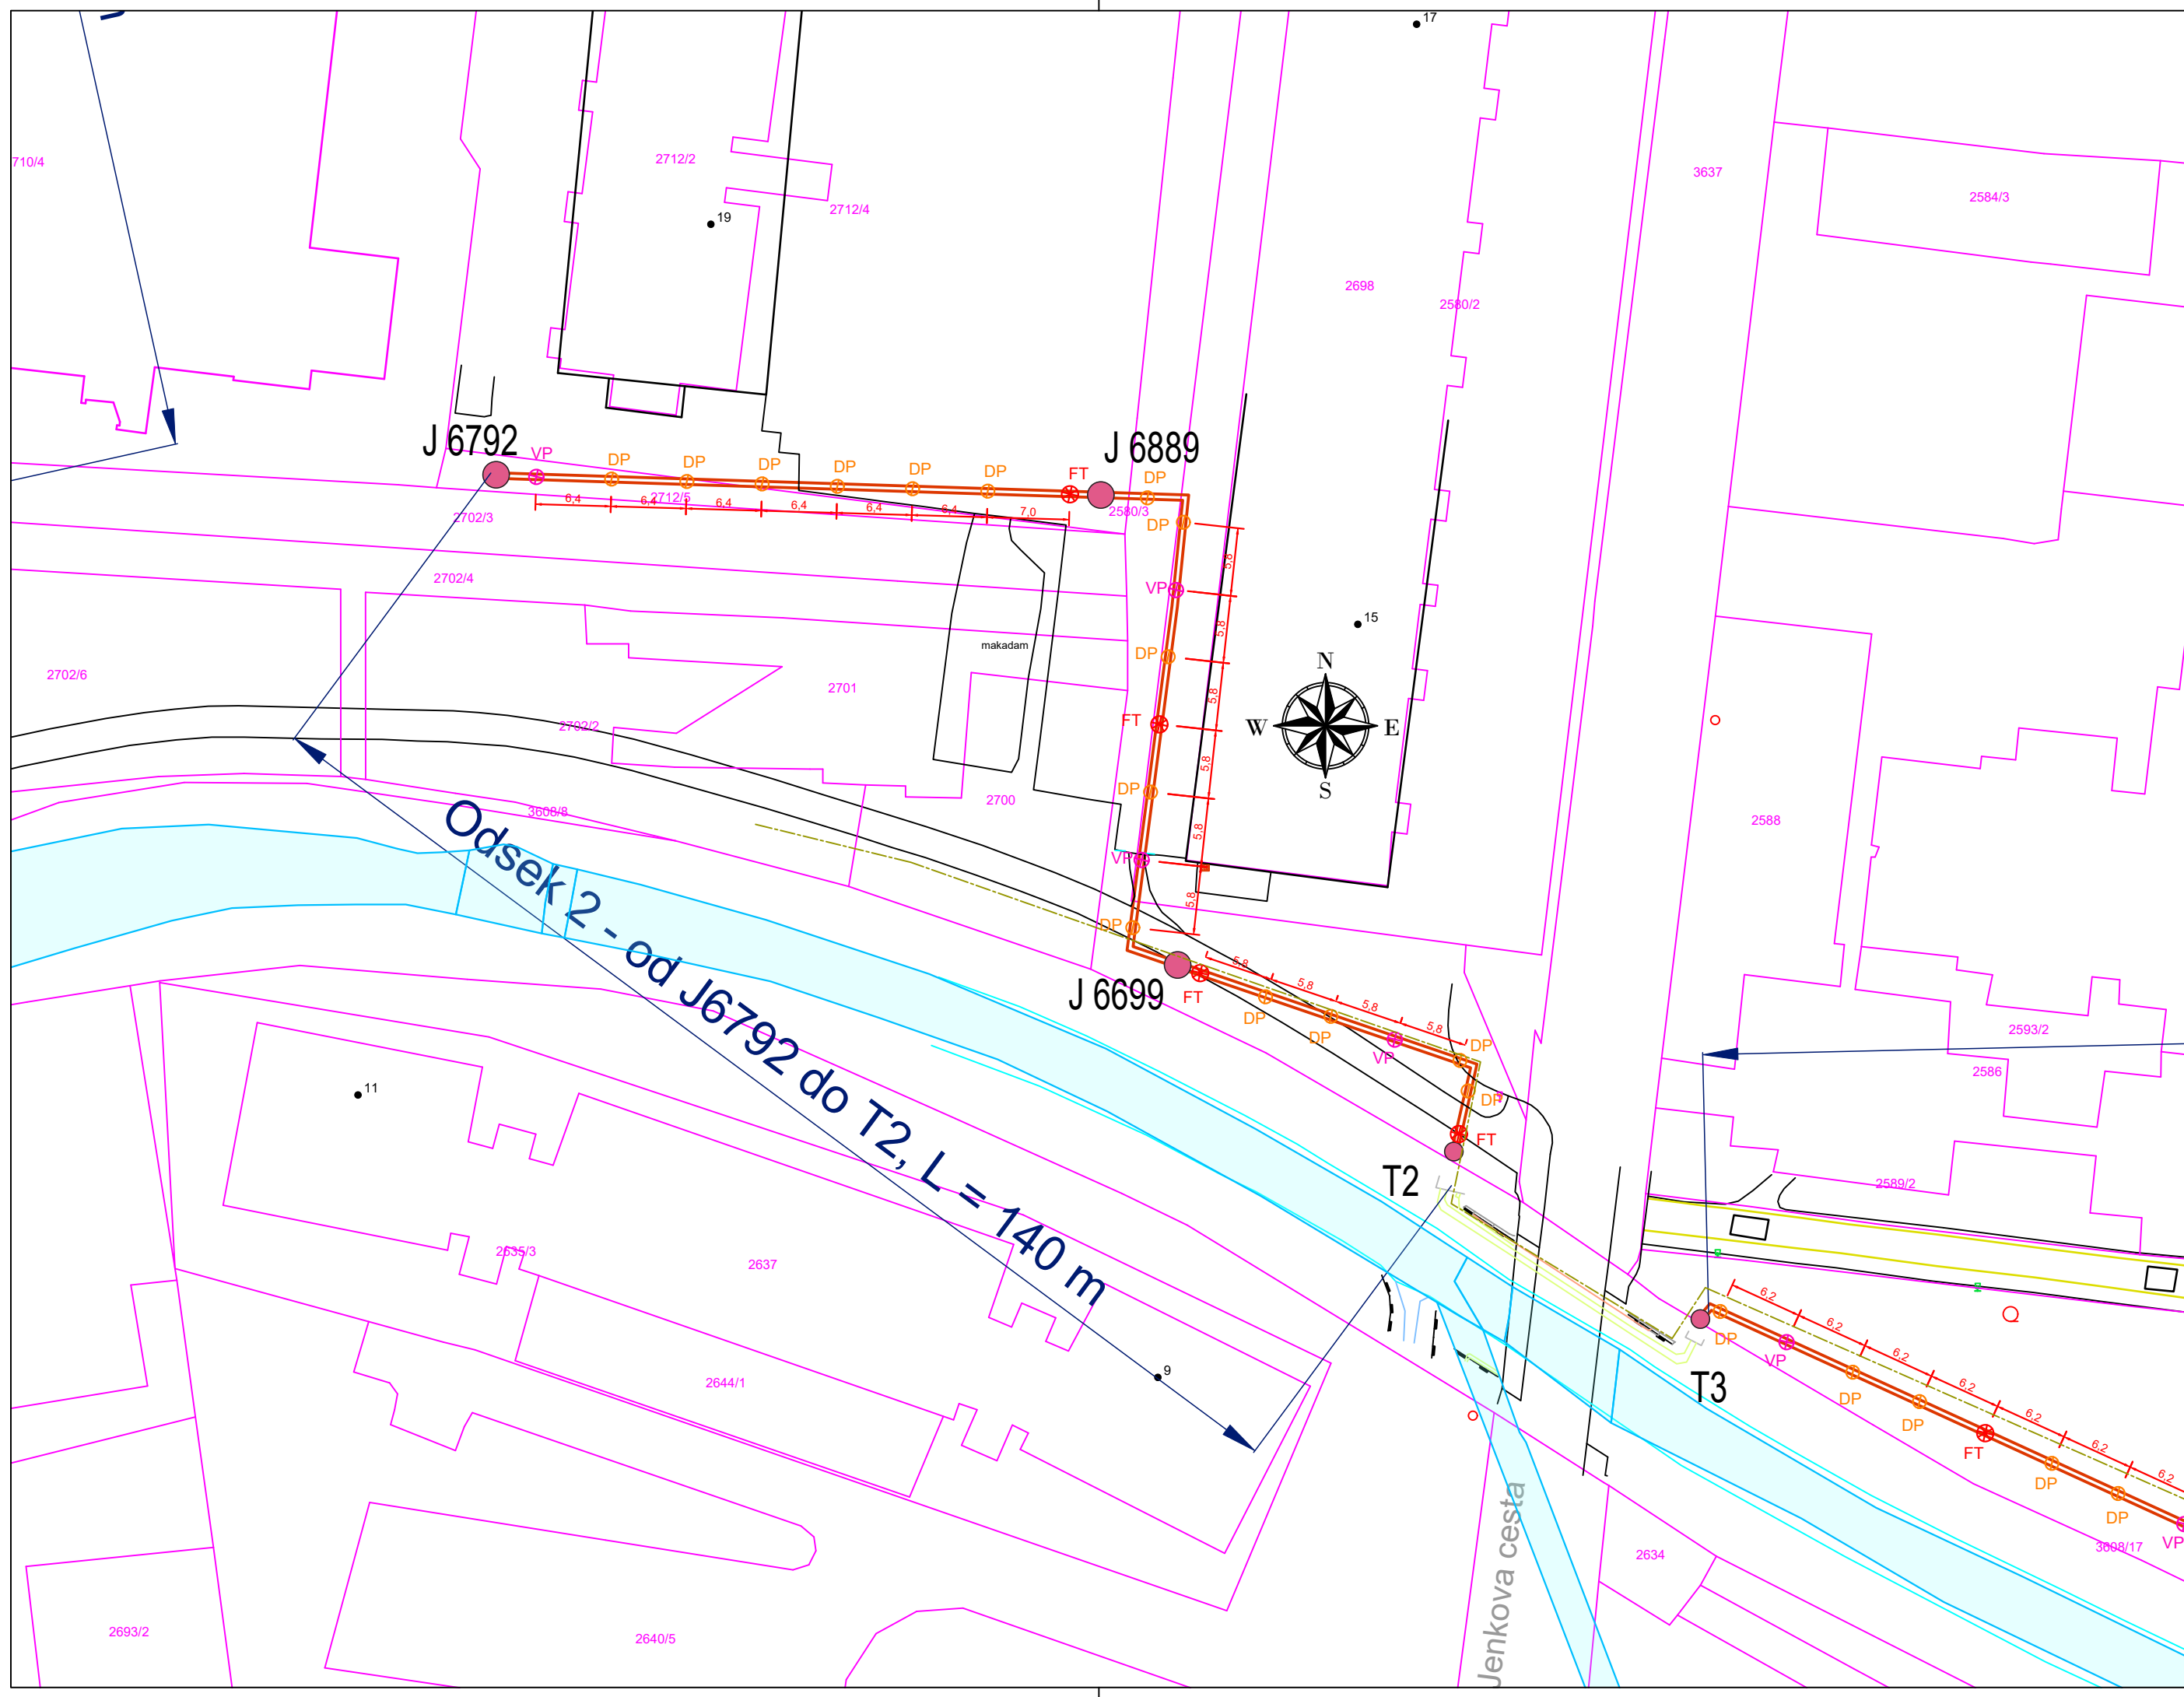 17
710/4
2712/2
3637
2584/3
19
2712/4
2698
2580/2
J 6792
J 6889
VP
DP
DP
DP
DP
DP
DP
FT
DP
6,4
6,4
6,4
6,4
6,4
6,4
7,0
2712/5
2702/3
2580/3
DP
5,8
2702/4
VP
5,8
15
makadam
DP
N
2702/6
2701
5,8
FT
W
E
2702/2
5,8
S
DP
2700
3608/8
2588
5,8
VP
5,8
DP
5,8
5,8
5,8
5,8
J 6699
FT
DP
DP
VP
DP
DP
FT
2593/2
2586
11
Odsek 2 - od J6792 do T2, L = 140 m
T2
2589/2
2635/3
2637
6,2
6,2
6,2
6,2
6,2
6,2
6,2
DP
VP
DP
DP
FT
DP
DP
VP
T3
9
2644/1
Jenkova cesta
3608/17
2634
2693/2
2640/5